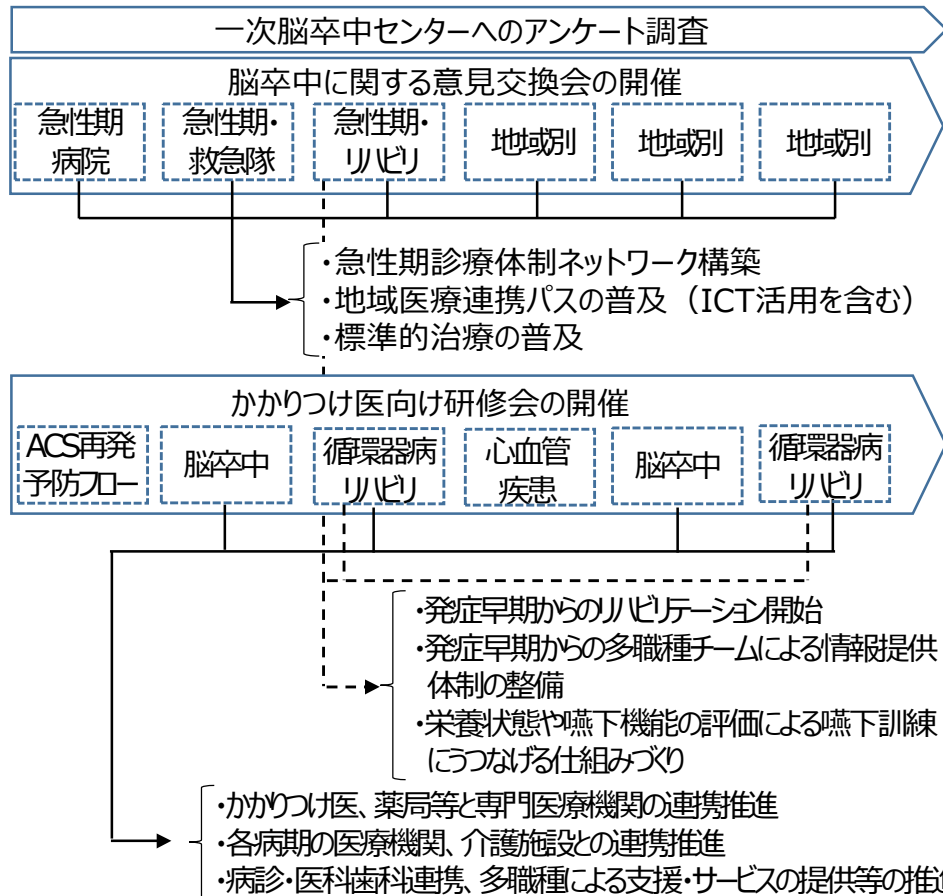 一次脳卒中センターへのアンケート調査
脳卒中に関する意見交換会の開催
急性期
病院
急性期・
救急隊
急性期・
リハビリ
地域別
地域別
地域別
・急性期診療体制ネットワーク構築
・地域医療連携パスの普及（ICT活用を含む）
・標準的治療の普及
かかりつけ医向け研修会の開催
ACS再発
予防フロー
脳卒中
循環器病
リハビリ
心血管
疾患
脳卒中
循環器病
リハビリ
・発症早期からのリハビリテーション開始
・発症早期からの多職種チームによる情報提供
体制の整備
・栄養状態や嚥下機能の評価による嚥下訓練
にうつなげる仕組みづくり
・かかりつけ医、薬局等と専門医療機関の連携推進
・各病期の医療機関、介護施設との連携推進
・病診・医科歯科連携、多職種による支援・サービスの提供等の推進